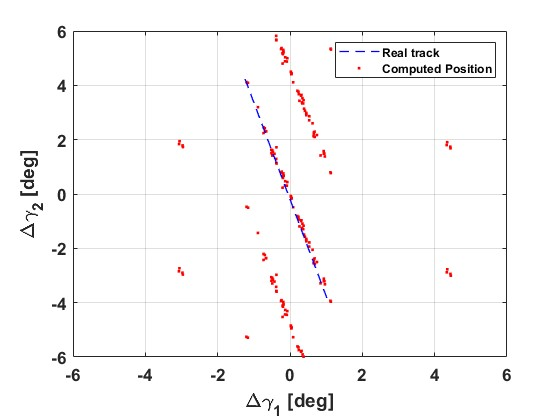 Real track
Computed Position
6
4
2
0
-2
-4
-6
Δγ₂ [deg]
-6 -4 -2 0 2 4 6
Δγ₁ [deg]